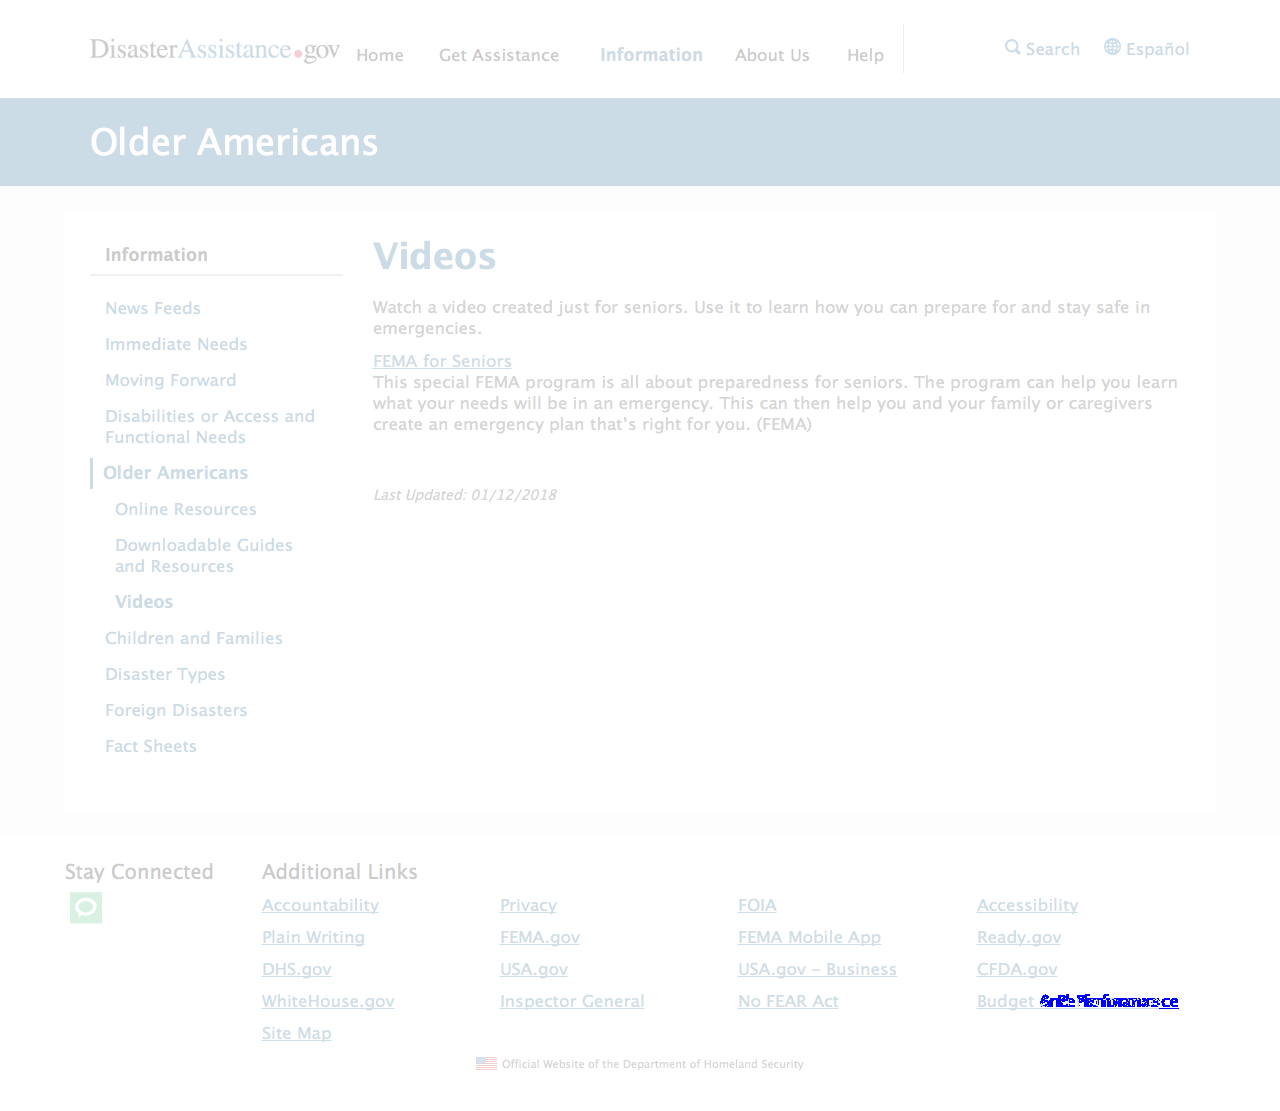 DisasterAssistance.gov Home Get Assistance Information About Us Help Search Español
Older Americans
Information
News Feeds
Immediate Needs
Moving Forward
Disabilities or Access and
Functional Needs
Older Americans
Online Resources
Downloadable Guides
and Resources
Videos
Children and Families
Disaster Types
Foreign Disasters
Fact Sheets
Videos
Watch a video created just for seniors. Use it to learn how you can prepare for and stay safe in
emergencies.
FEMA for Seniors
This special FEMA program is all about preparedness for seniors. The program can help you learn
what your needs will be in an emergency. This can then help you and your family or caregivers
create an emergency plan that's right for you. (FEMA)
Last Updated: 01/12/2018
Stay Connected
Additional Links
Accountability Privacy FOIA Accessibility
Plain Writing FEMA.gov FEMA Mobile App Ready.gov
DHS.gov USA.gov USA.gov – Business CFDA.gov
WhiteHouse.gov Inspector General No FEAR Act Budget
Site Map
Official Website of the Department of Homeland Security